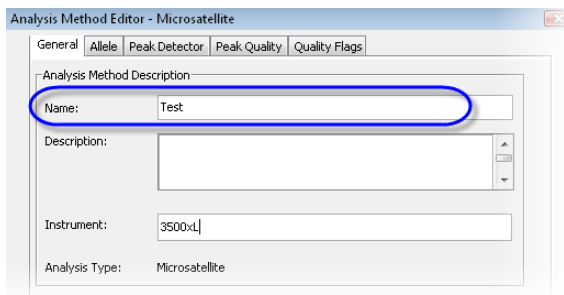 Analysis Method Editor - Microsatellite
General Allele Peak Detector Peak Quality Quality Flags
Analysis Method Description
Name: Test
Description:
Instrument: 3500xL
Analysis Type: Microsatellite